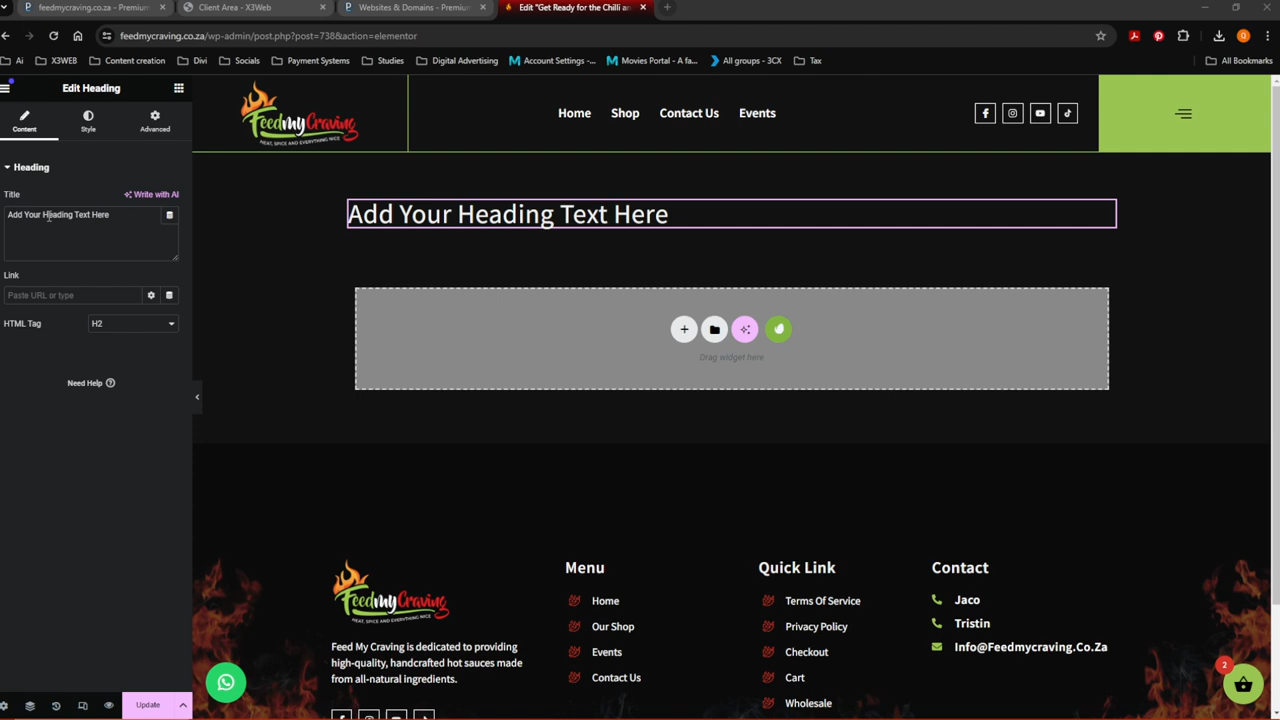 feedmycraving.co.za - Premium
Client Area - X3Web
Websites & Domains - Premium
Edit "Get Ready for the Chilli an
feedmycraving.co.za/wp-admin/post.php?post=738&action=elementor
Ai
X3WEB
Content creation
Divi
Socials
Payment Systems
Studies
Digital Advertising
Account Settings -...
Movies Portal - A fa...
All groups - 3CX
Tax
All Bookmarks
Edit Heading
Content
Style
Advanced
Heading
Title
Write with AI
Add Your Heading Text Here
Link
Paste URL or type
HTML Tag
H2
Need Help
Update
FeedmyCraving
HEAT, SPICE AND EVERYTHING NICE
Home
Shop
Contact Us
Events
Add Your Heading Text Here
Drag widget here
FeedmyCraving
HEAT, SPICE AND EVERYTHING NICE
Feed My Craving is dedicated to providing
high-quality, handcrafted hot sauces made
from all-natural ingredients.
Menu
Home
Our Shop
Events
Contact Us
Quick Link
Terms Of Service
Privacy Policy
Checkout
Cart
Wholesale
Contact
Jaco
Tristin
Info@Feedmycraving.Co.Za
2